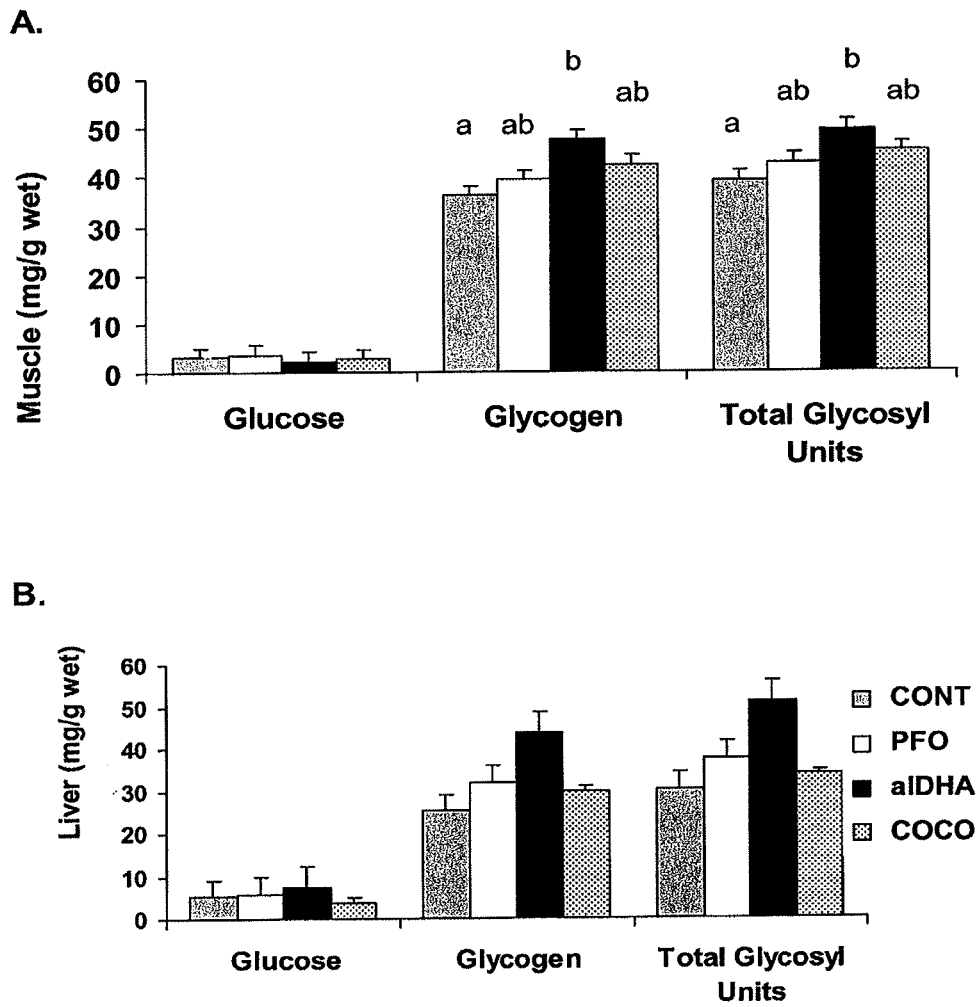 A.
b b
60
ab ab
a ab a ab
50
40
30
20
10
0
Muscle (mg/g wet)
Glucose Glycogen Total Glycosyl
Units
B.
60
50
40
30
20
10
0
Liver (mg/g wet)
CONT
PFO
alDHA
COCO
Glucose Glycogen Total Glycosyl
Units